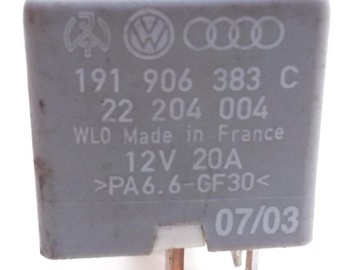 191 906 383 C
22 204 004
WLO Made in France
12V 20A
>PA6.6-GF30<
07/03